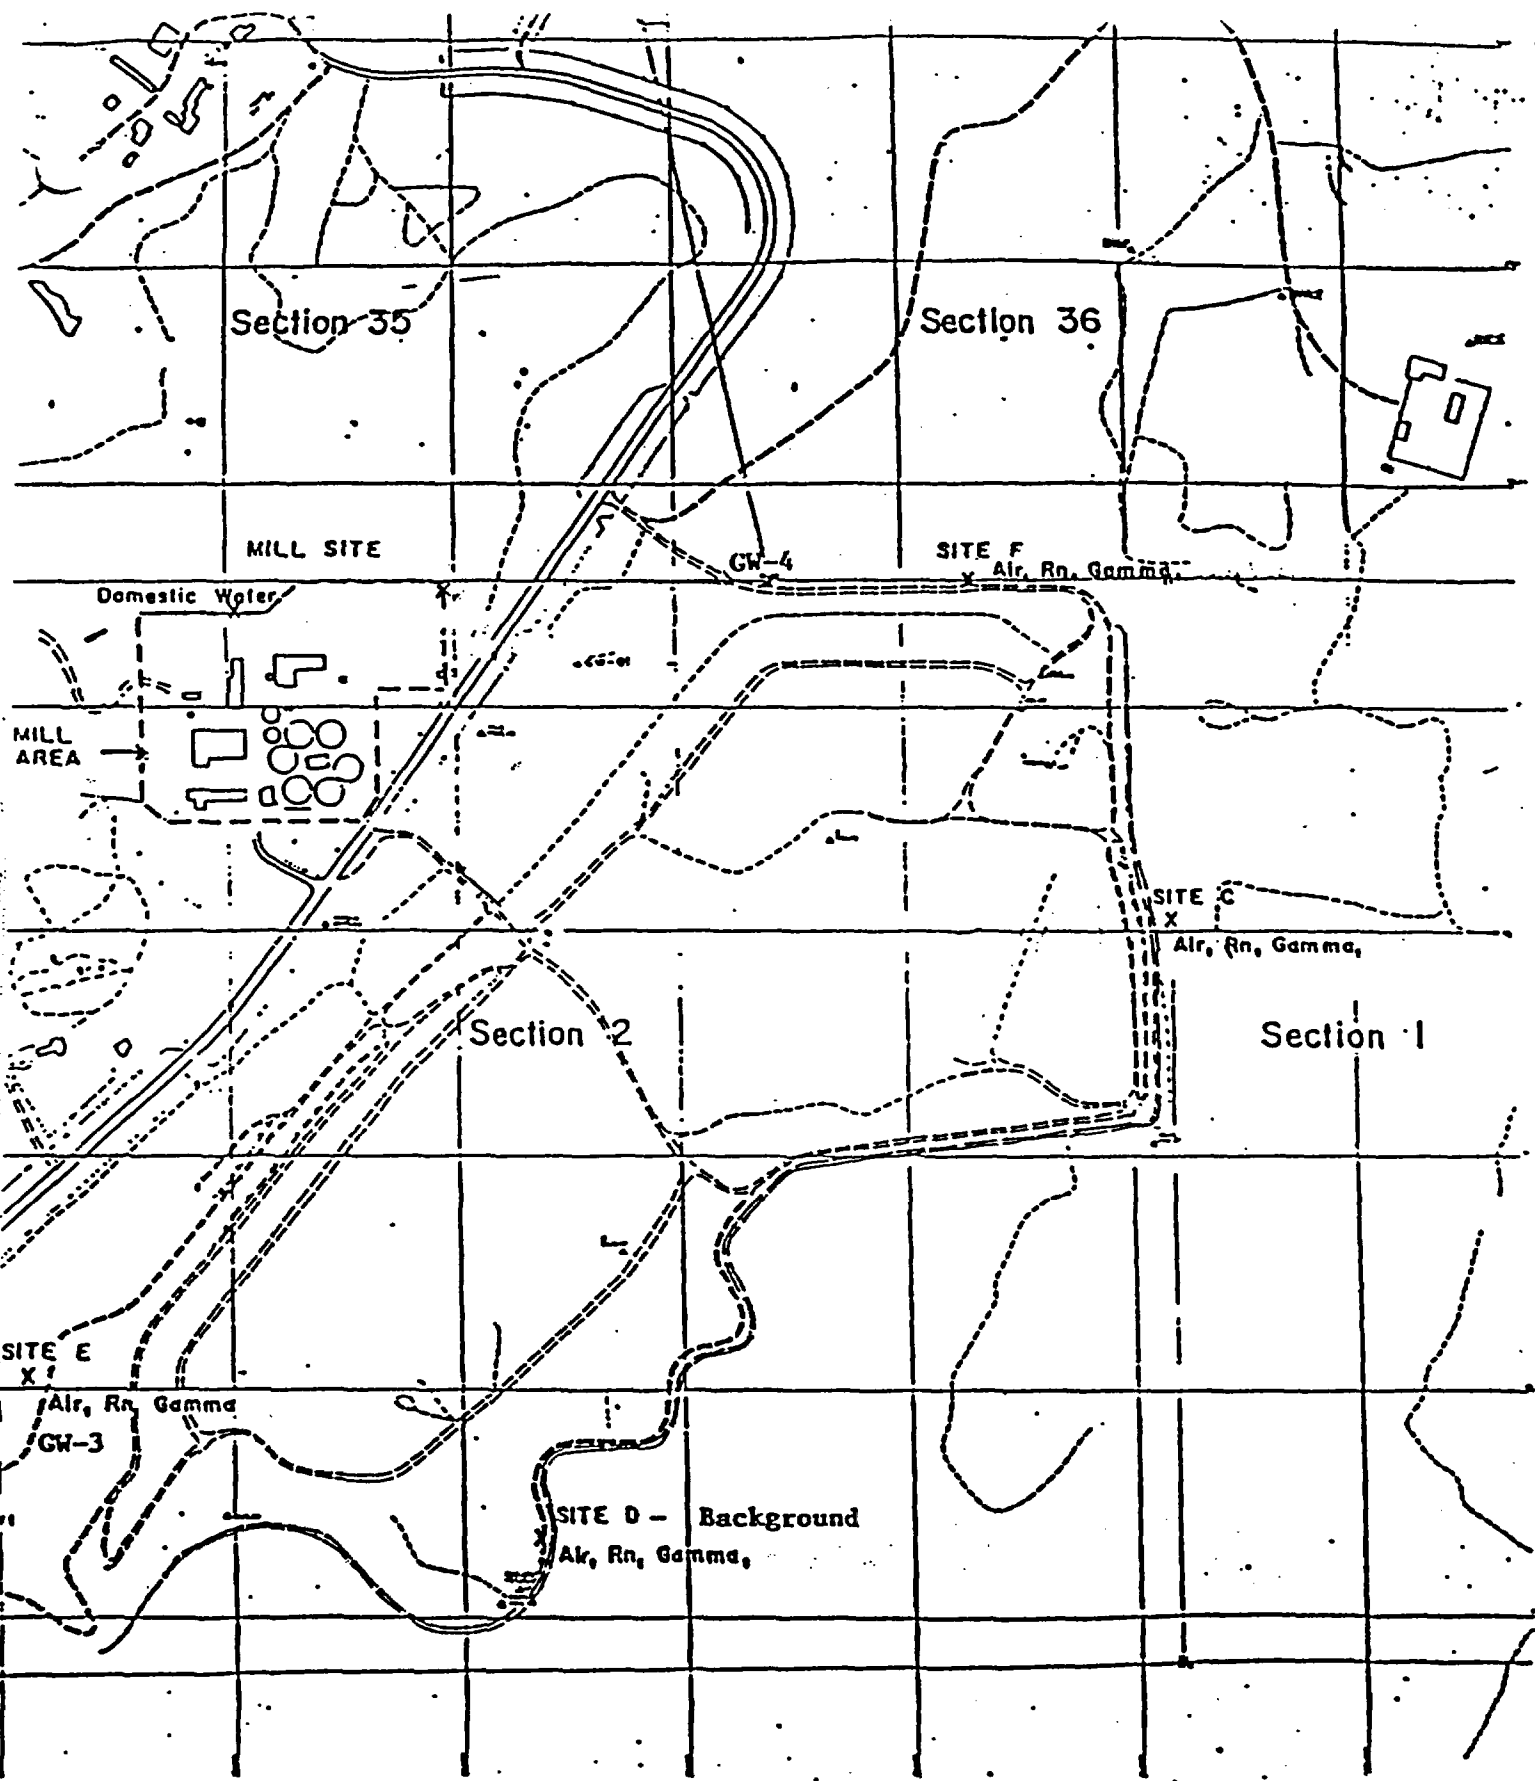 Section 35
Section 36
MILL SITE
GW-4
SITE F
Air, Rn, Gamma,
Domestic Water
MILL
AREA
SITE C
Air, Rn, Gamma,
Section 2
Section 1
SITE E
Air, Rn, Gamma
GW-3
SITE D - Background
Air, Rn, Gamma,